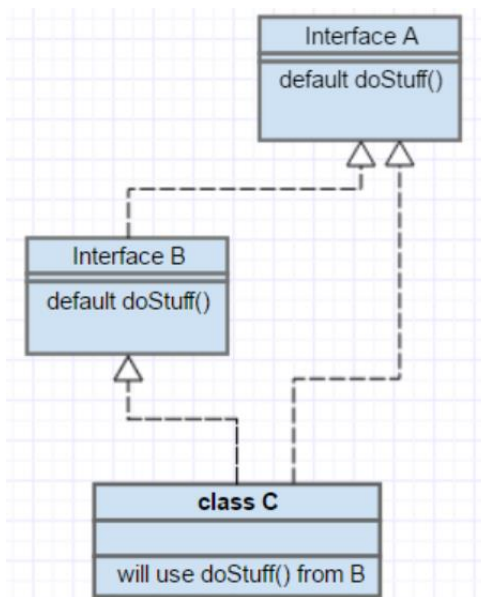 Interface A
default doStuff()
Interface B
default doStuff()
class C
will use doStuff() from B